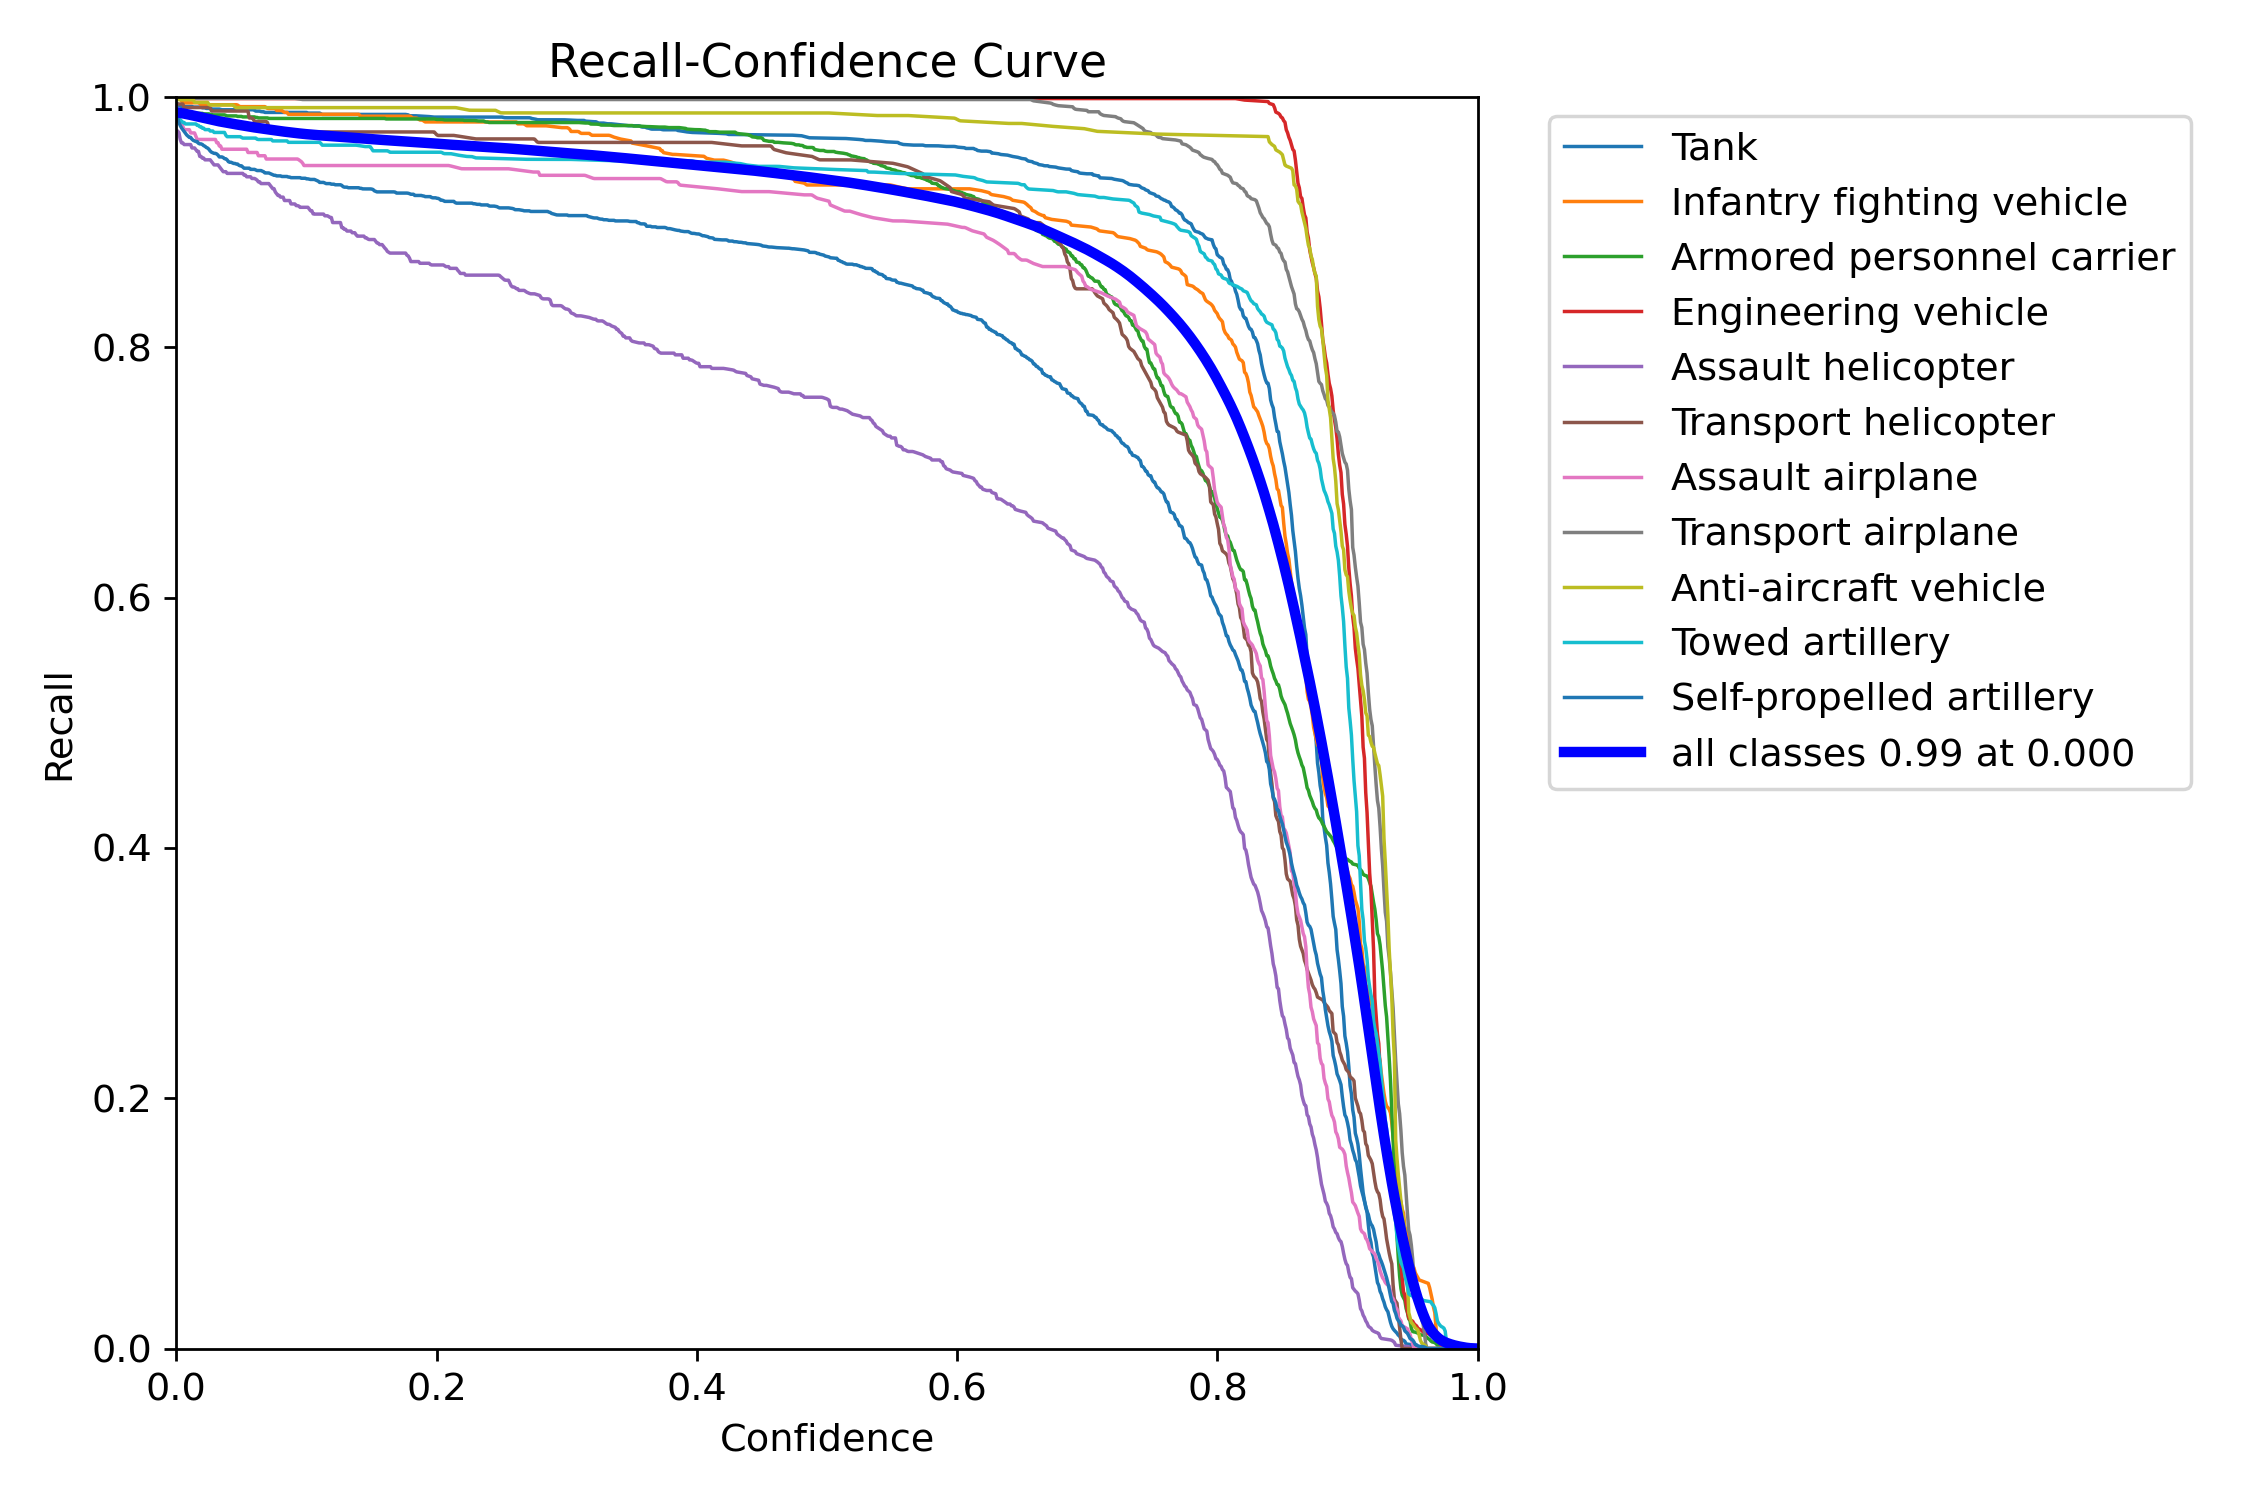 Recall-Confidence Curve
1.0
0.8
0.6
0.4
0.2
0.0
Recall
0.0 0.2 0.4 0.6 0.8 1.0
Confidence
Tank
Infantry fighting vehicle
Armored personnel carrier
Engineering vehicle
Assault helicopter
Transport helicopter
Assault airplane
Transport airplane
Anti-aircraft vehicle
Towed artillery
Self-propelled artillery
all classes 0.99 at 0.000